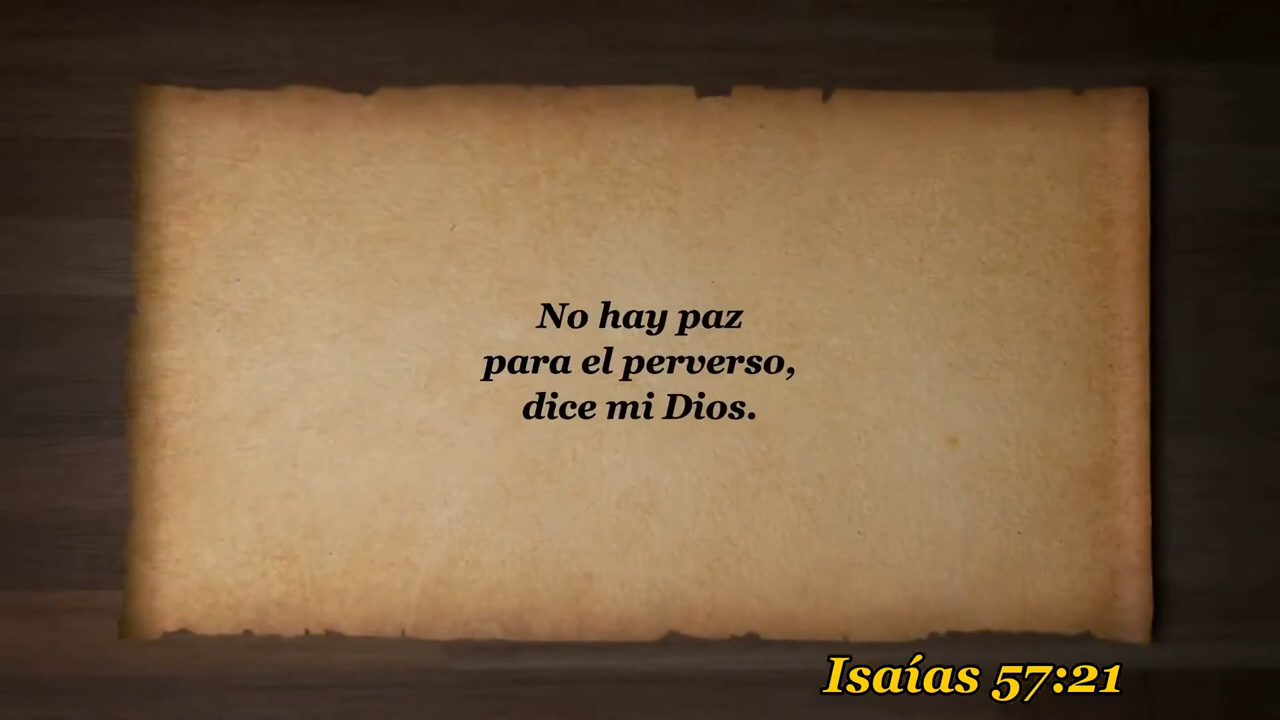 No hay paz
para el perverso,
dice mi Dios.
Isaías 57:21